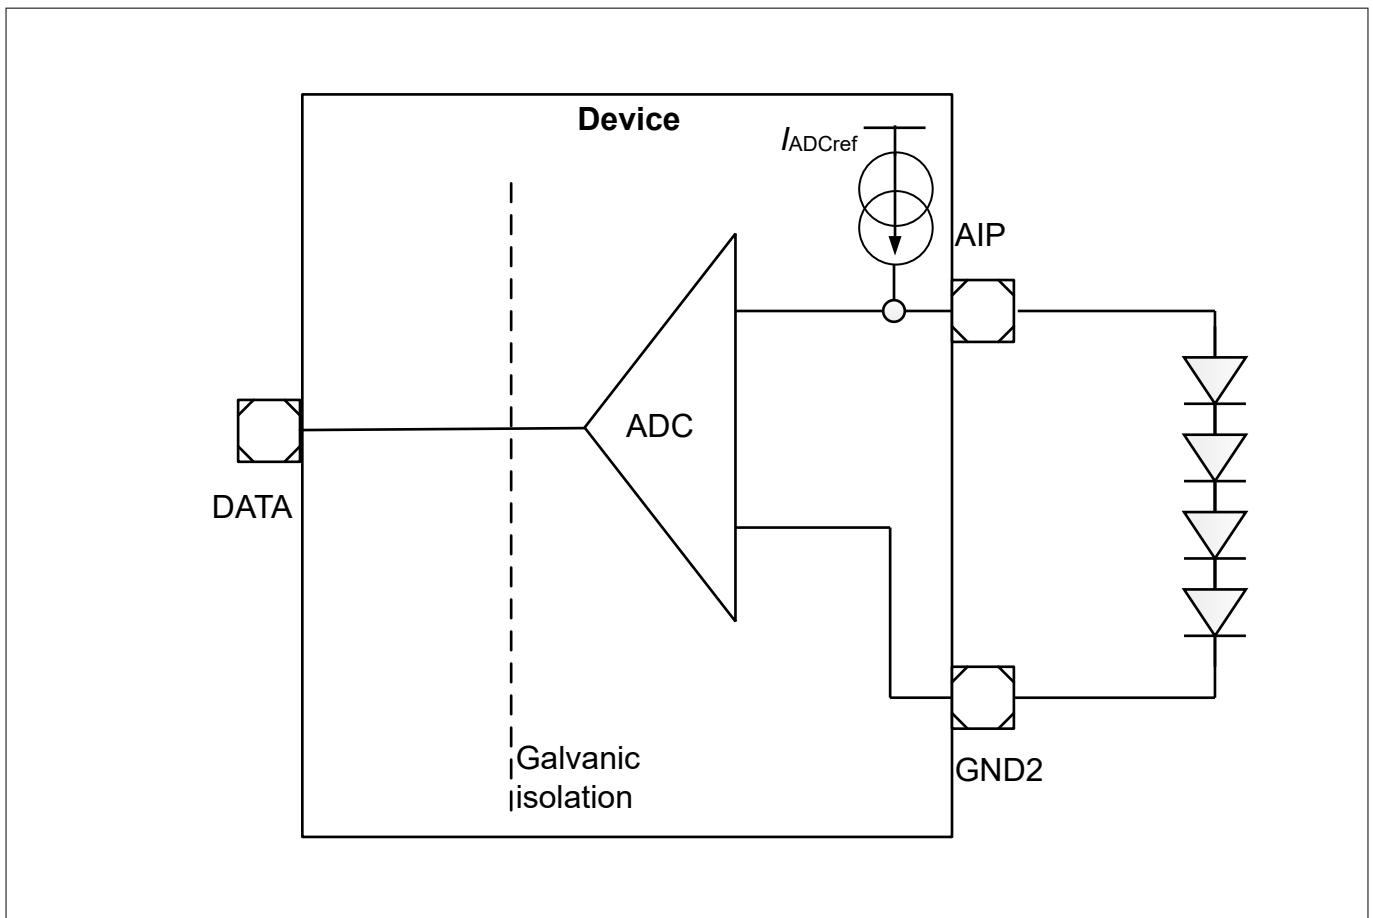 Device
IADCref
AIP
ADC
DATA
Galvanic
isolation
GND2